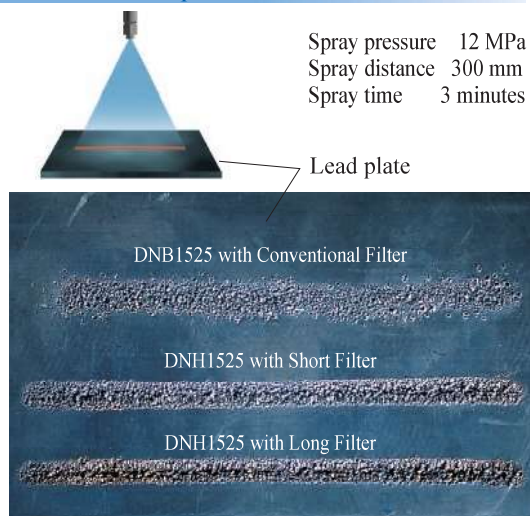 Spray pressure 12 MPa
Spray distance 300 mm
Spray time 3 minutes
Lead plate
DNB1525 with Conventional Filter
DNH1525 with Short Filter
DNH1525 with Long Filter